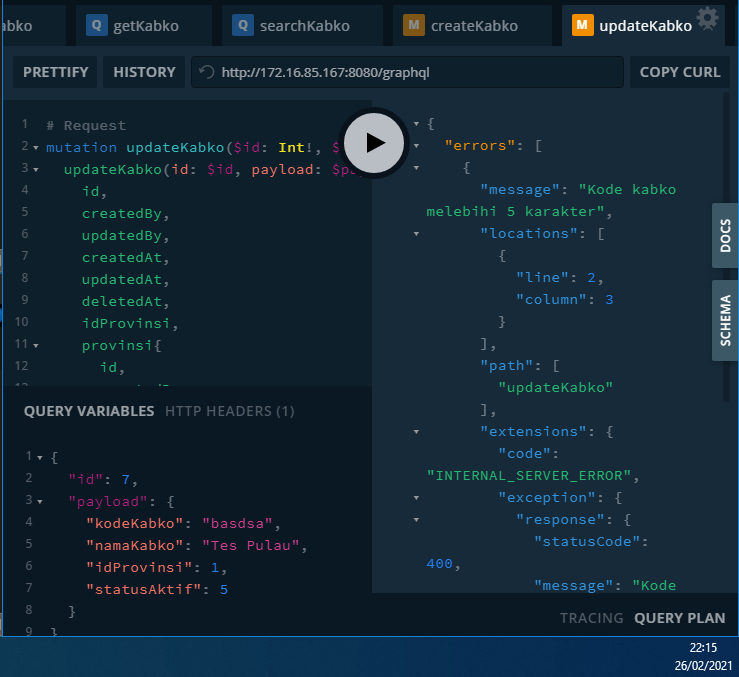 abko
Q getKabko
Q searchKabko
M createKabko
M updateKabko
PRETTIFY
HISTORY
http://172.16.85.167:8080/graphql
COPY CURL
1 # Request
2 mutation updateKabko($id: Int!, $
3 updateKabko(id: $id, payload: $p
4 id,
5 createdBy,
6 updatedBy,
7 createdAt,
8 updatedAt,
9 deletedAt,
10 idProvinsi,
11 provinsi{
12 id,
QUERY VARIABLES HTTP HEADERS (1)
1 {
2 "id": 7,
3 "payload": {
4 "kodeKabko": "basdsa",
5 "namaKabko": "Tes Pulau",
6 "idProvinsi": 1,
7 "statusAktif": 5
8 }
9 }
{
"errors": [
{
"message": "Kode kabko
melebihi 5 karakter",
"locations": [
{
"line": 2,
"column": 3
}
],
"path": [
"updateKabko"
],
"extensions": {
"code":
"INTERNAL_SERVER_ERROR",
"exception": {
"response": {
"statusCode":
400,
"message": "Kode
DOCS
SCHEMA
TRACING QUERY PLAN
22:15
26/02/2021